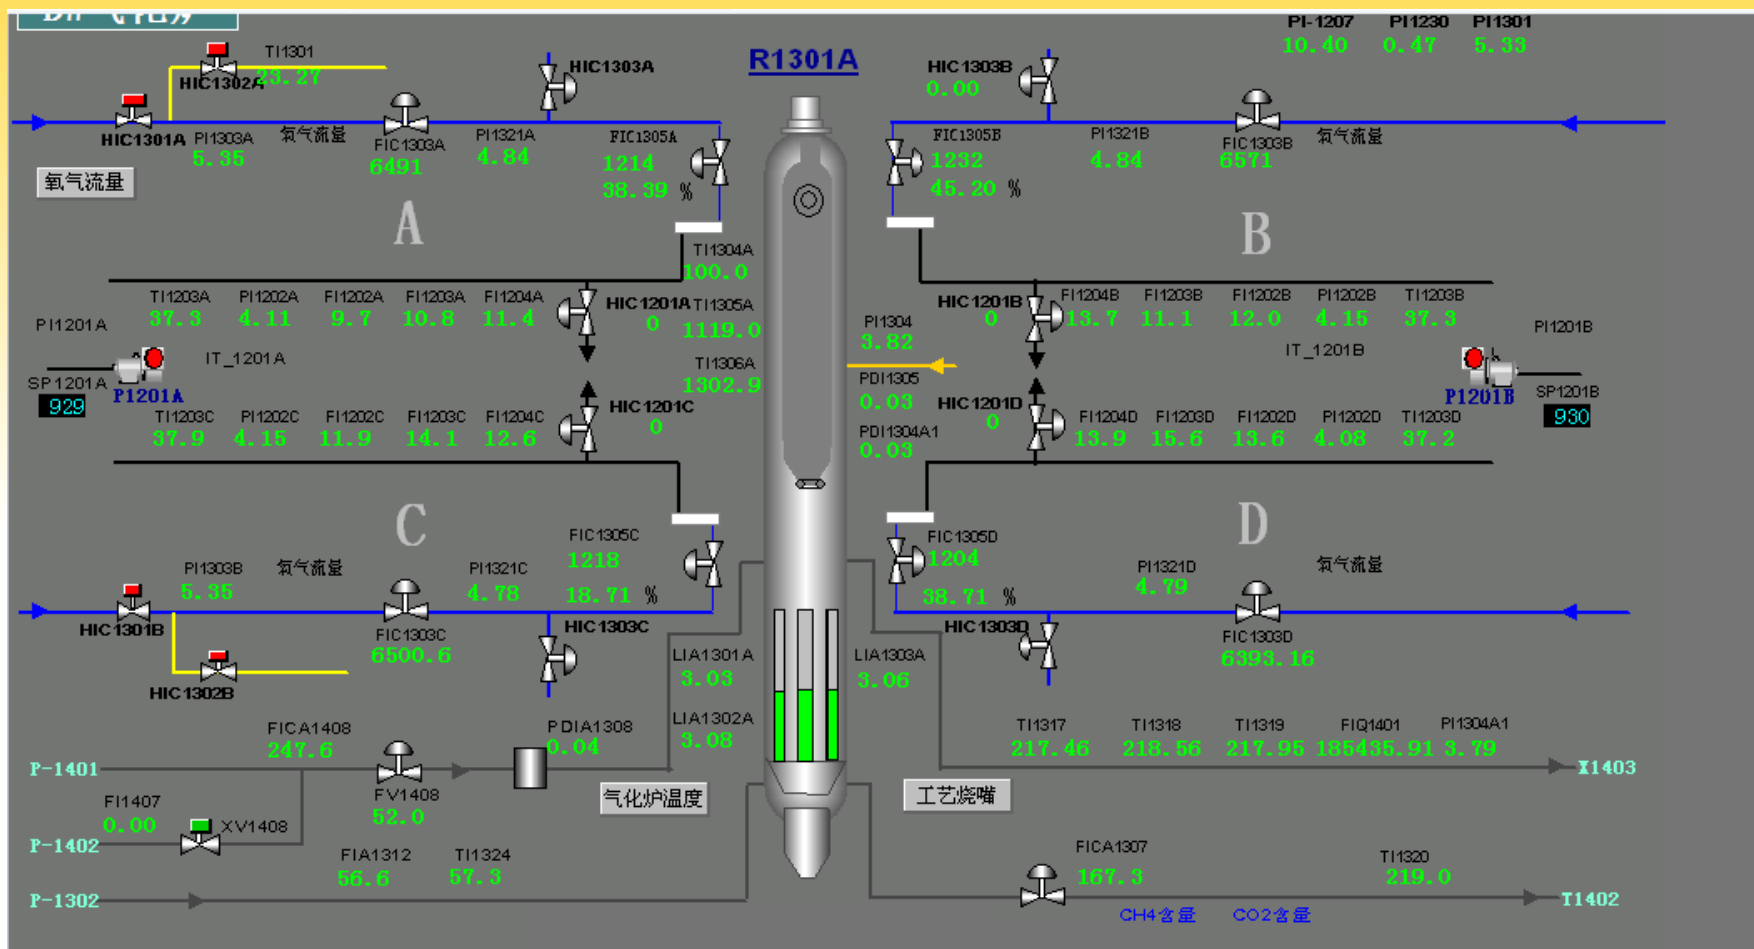 PI-1207 PI1230 PI1301
10.40 0.47 5.33
R1301A
TI1301
23.27
HIC1302A
HIC1303A
HIC1303B
0.00
HIC1301A
PI1303A
5.35
氧气流量
FIC1303A
6491
PI1321A
4.84
FIC1305A
1214
38.39 %
FIC1305B
1232
45.20 %
PI1321B
4.84
FIC1303B
6571
氧气流量
氧气流量
A
B
TI1304A
100.0
TI1203A PI1202A FI1202A FI1203A FI1204A
37.3 4.11 9.7 10.8 11.4
HIC1201A
0
TI1305A
1119.0
TI1306A
1302.9
PI1304
3.82
PDI1305
0.03
PDI1304A1
0.03
HIC1201B
0
FI1204B FI1203B FI1202B PI1202B TI1203B
13.7 11.1 12.0 4.15 37.3
PI1201A
IT_1201A
SP1201A
929
P1201A
IT_1201B
PI1201B
P1201B
SP1201B
930
TI1203C PI1202C FI1202C FI1203C FI1204C
37.9 4.15 11.9 14.1 12.6
HIC1201C
0
HIC1201D
0
FI1204D FI1203D FI1202D PI1202D TI1203D
13.9 15.6 13.6 4.08 37.2
C
D
PI1303B
5.35
氧气流量
PI1321C
4.78
FIC1305C
1218
18.71 %
FIC1305D
1204
38.71 %
PI1321D
4.79
氧气流量
HIC1301B
HIC1302B
FIC1303C
6500.6
HIC1303C
HIC1303D
FIC1303D
6393.16
LIA1301A
3.03
LIA1303A
3.06
LIA1302A
3.08
FICA1408
247.6
PDIA1308
0.04
TI1317 TI1318 TI1319 FIQ1401 PI1304A1
217.46 218.56 217.95 185435.91 3.79
P-1401
X1403
FV1408
52.0
气化炉温度
工艺烧嘴
FI1407
0.00
XV1408
P-1402
FIA1312
56.6
TI1324
57.3
FICA1307
167.3
TI1320
219.0
P-1302
T1402
CH4含量 CO2含量